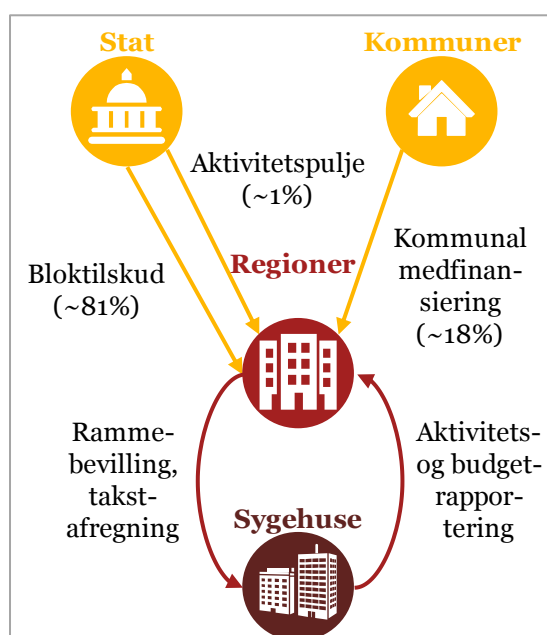 Stat
Kommuner
Aktivitetspulje
(~1%)
Bloktilskud
(~81%)
Regioner
Kommunal
medfinan-
siering
(~18%)
Ramme-
bevilling,
takst-
afregning
Aktivitets-
og budget-
rappor-
tering
Sygehuse